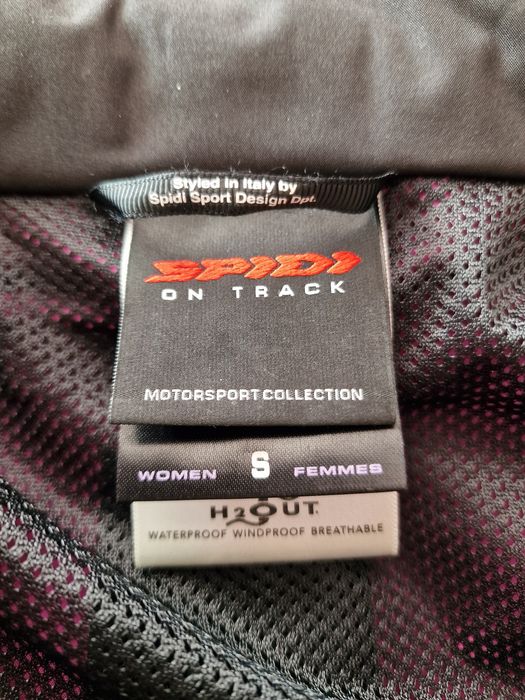 Styled in Italy by
Spidi Sport Design Dpt.
SPIDI
ON TRACK
MOTORSPORT COLLECTION
WOMEN S FEMMES
H2OUT
WATERPROOF WINDPROOF BREATHABLE